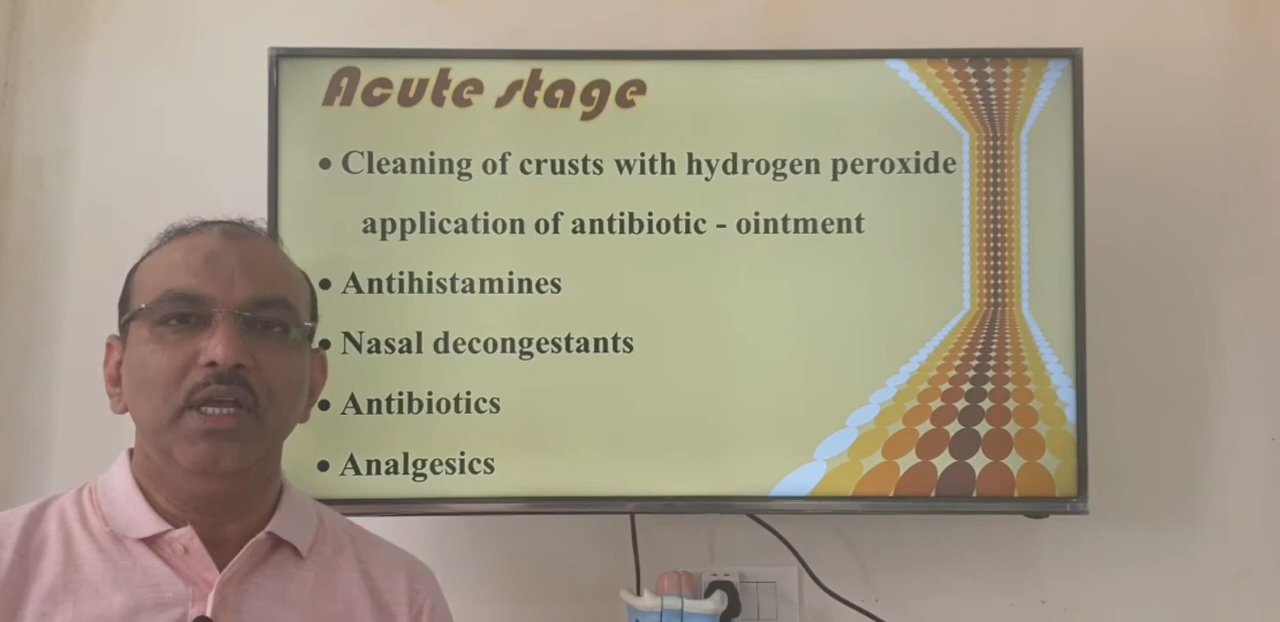 Acute stage
• Cleaning of crusts with hydrogen peroxide
application of antibiotic - ointment
• Antihistamines
• Nasal decongestants
• Antibiotics
• Analgesics